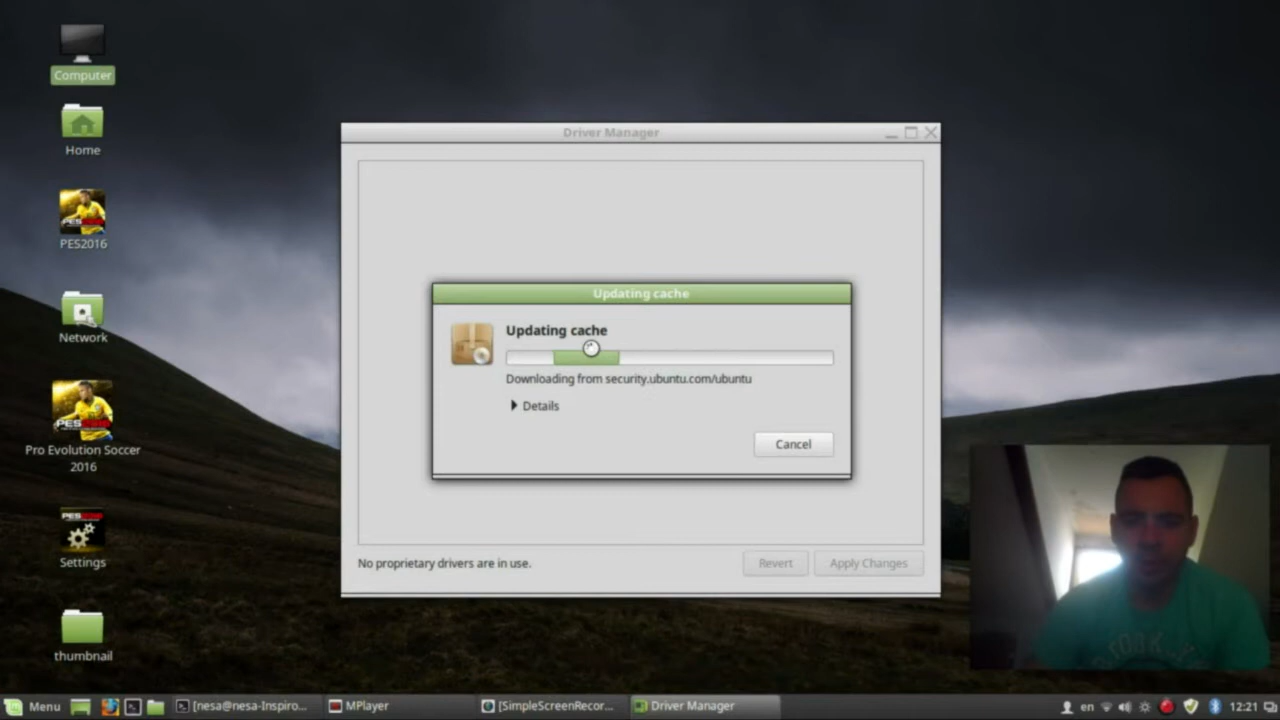 Computer
Home
PES2016
Network
Pro Evolution Soccer
2016
Settings
thumbnail
Driver Manager
Updating cache
Updating cache
Downloading from security.ubuntu.com/ubuntu
Details
Cancel
No proprietary drivers are in use.
Revert
Apply Changes
Menu
[nesa@nesa-Inspiro...
MPlayer
[SimpleScreenRecor...
Driver Manager
en
12:21